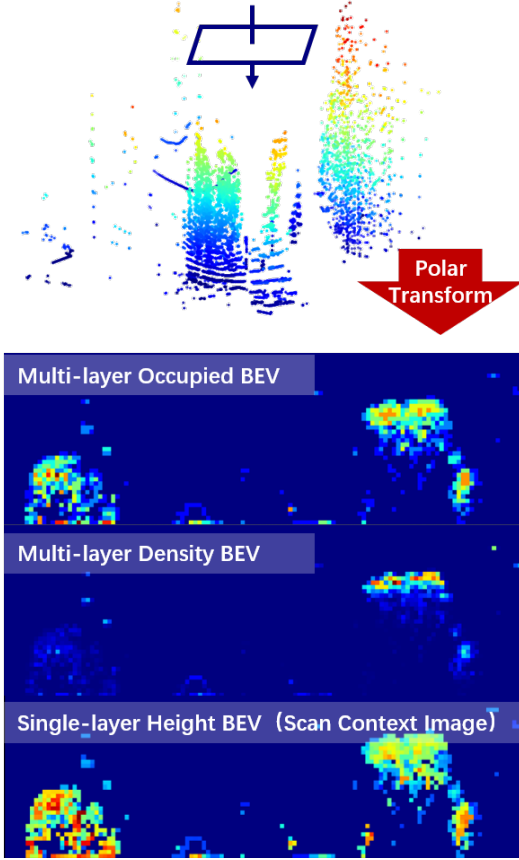 Polar
Transform
Multi-layer Occupied BEV
Multi-layer Density BEV
Single-layer Height BEV（Scan Context Image）